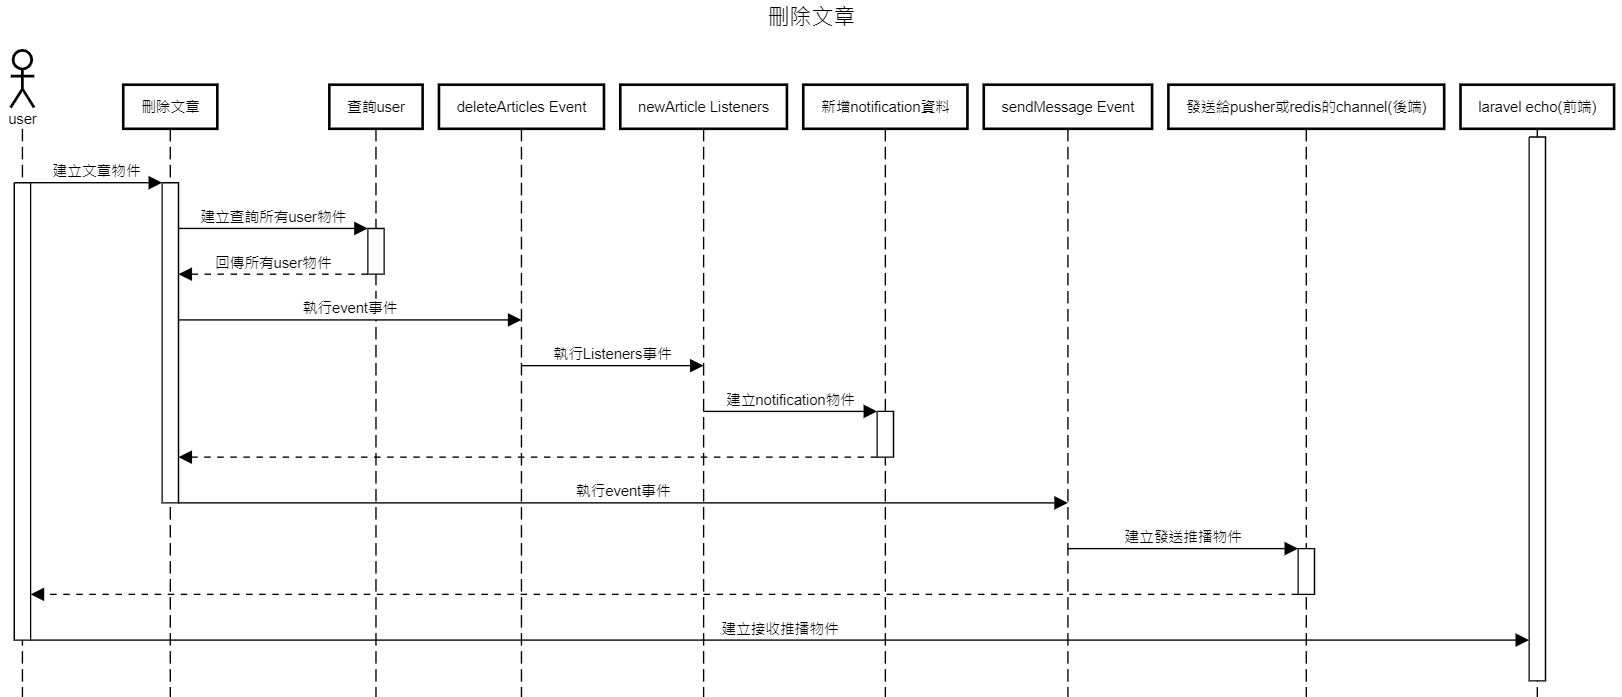 刪除文章
user
刪除文章
查詢user
deleteArticles Event
newArticle Listeners
新增notification資料
sendMessage Event
發送給pusher或redis的channel(後端)
laravel echo(前端)
建立文章物件
建立查詢所有user物件
回傳所有user物件
執行event事件
執行Listeners事件
建立notification物件
執行event事件
建立發送推播物件
建立接收推播物件